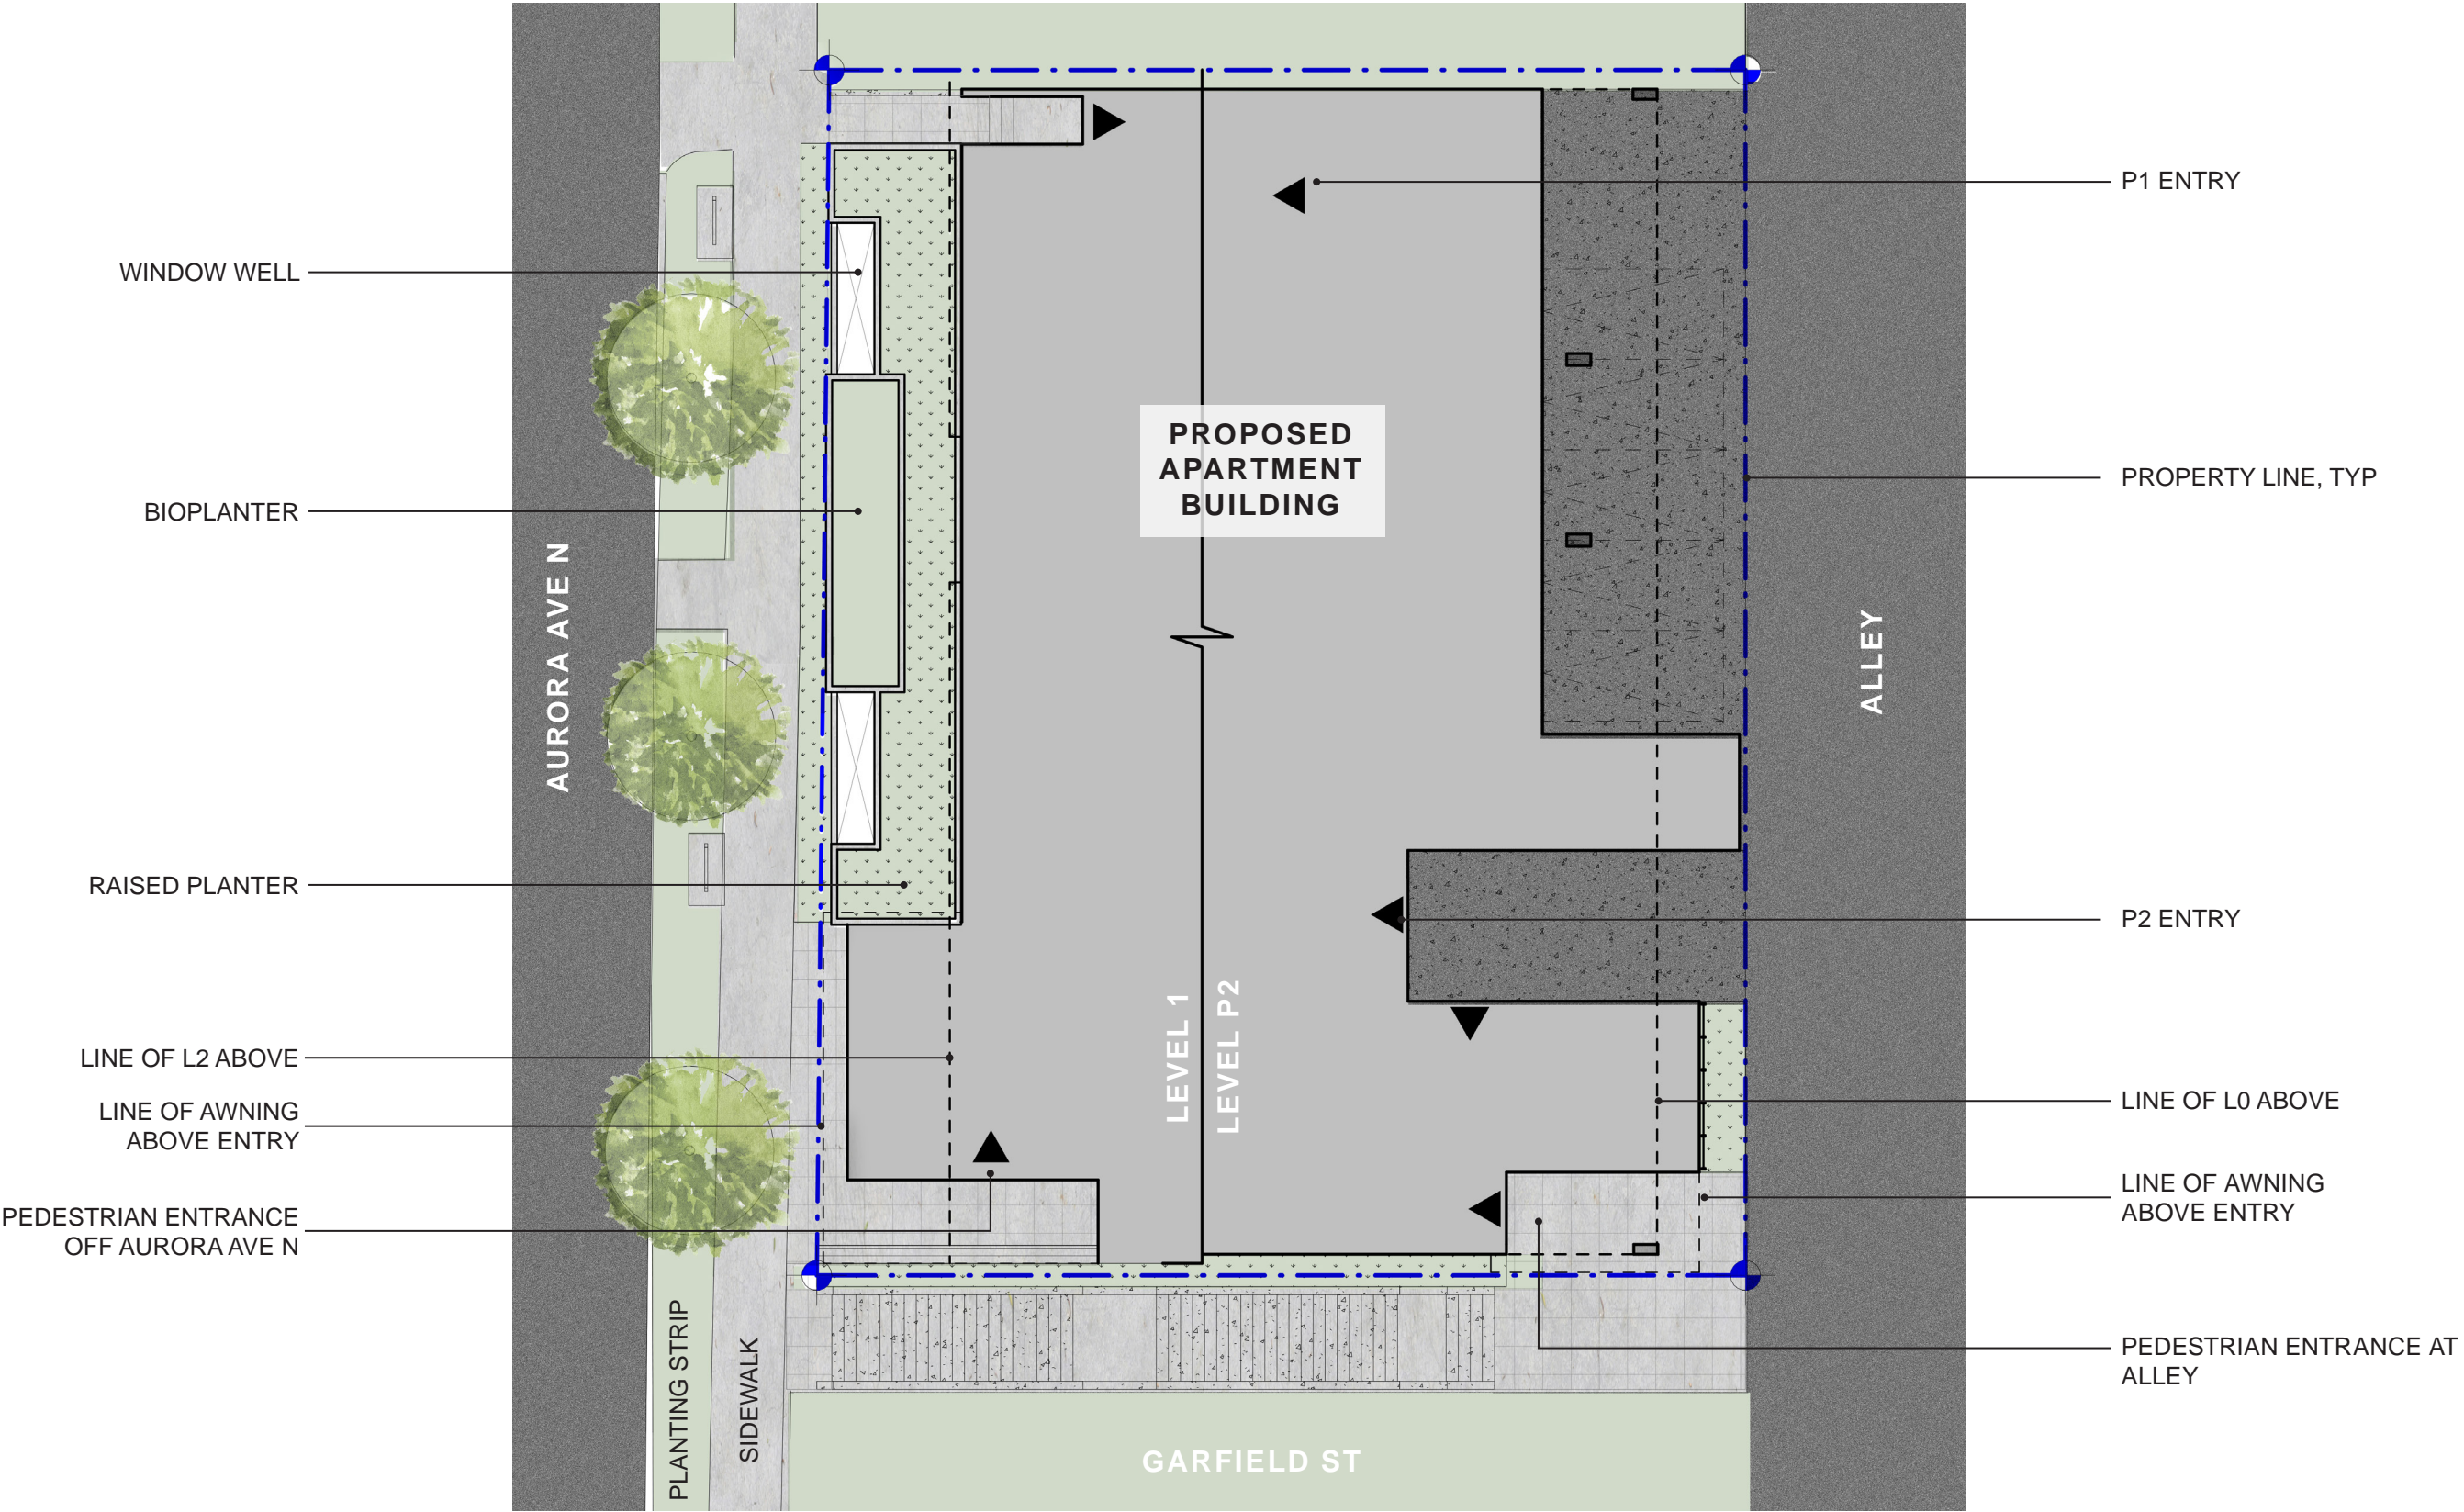 P1 ENTRY
WINDOW WELL
PROPOSED
APARTMENT
BUILDING
PROPERTY LINE, TYP
BIOPLANTER
AURORA AVE N
ALLEY
RAISED PLANTER
P2 ENTRY
LEVEL 1
LEVEL P2
LINE OF L2 ABOVE
LINE OF L0 ABOVE
LINE OF AWNING
ABOVE ENTRY
LINE OF AWNING
ABOVE ENTRY
PEDESTRIAN ENTRANCE
OFF AURORA AVE N
PEDESTRIAN ENTRANCE AT
ALLEY
PLANTING STRIP
SIDEWALK
GARFIELD ST